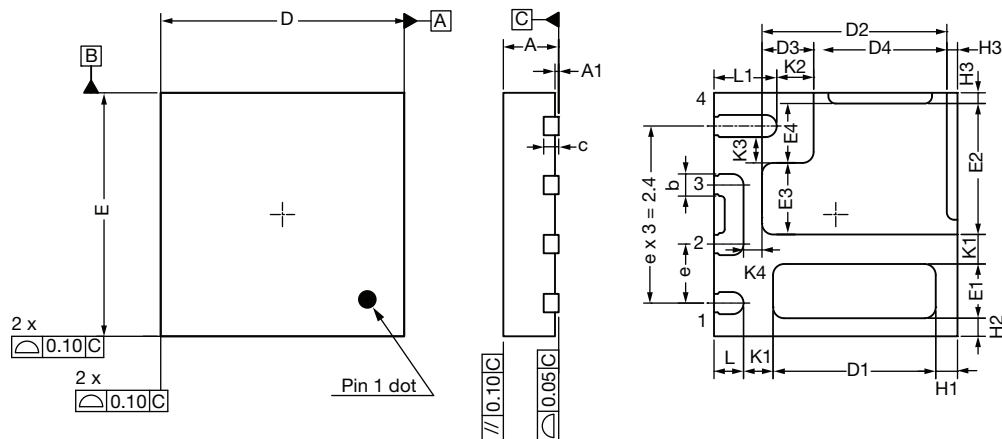 D
A
B
E
2 x
⌓ 0.10 C
2 x
⌓ 0.10 C
Pin 1 dot
C
A
A1
c
// 0.10 C
⌓ 0.05 C
D2
D3
D4
H3
L1
K2
H3
4
E4
K3
E2
e x 3 = 2.4
b
3
E3
2
e
K4
K1
E1
1
H2
L
K1
D1
H1